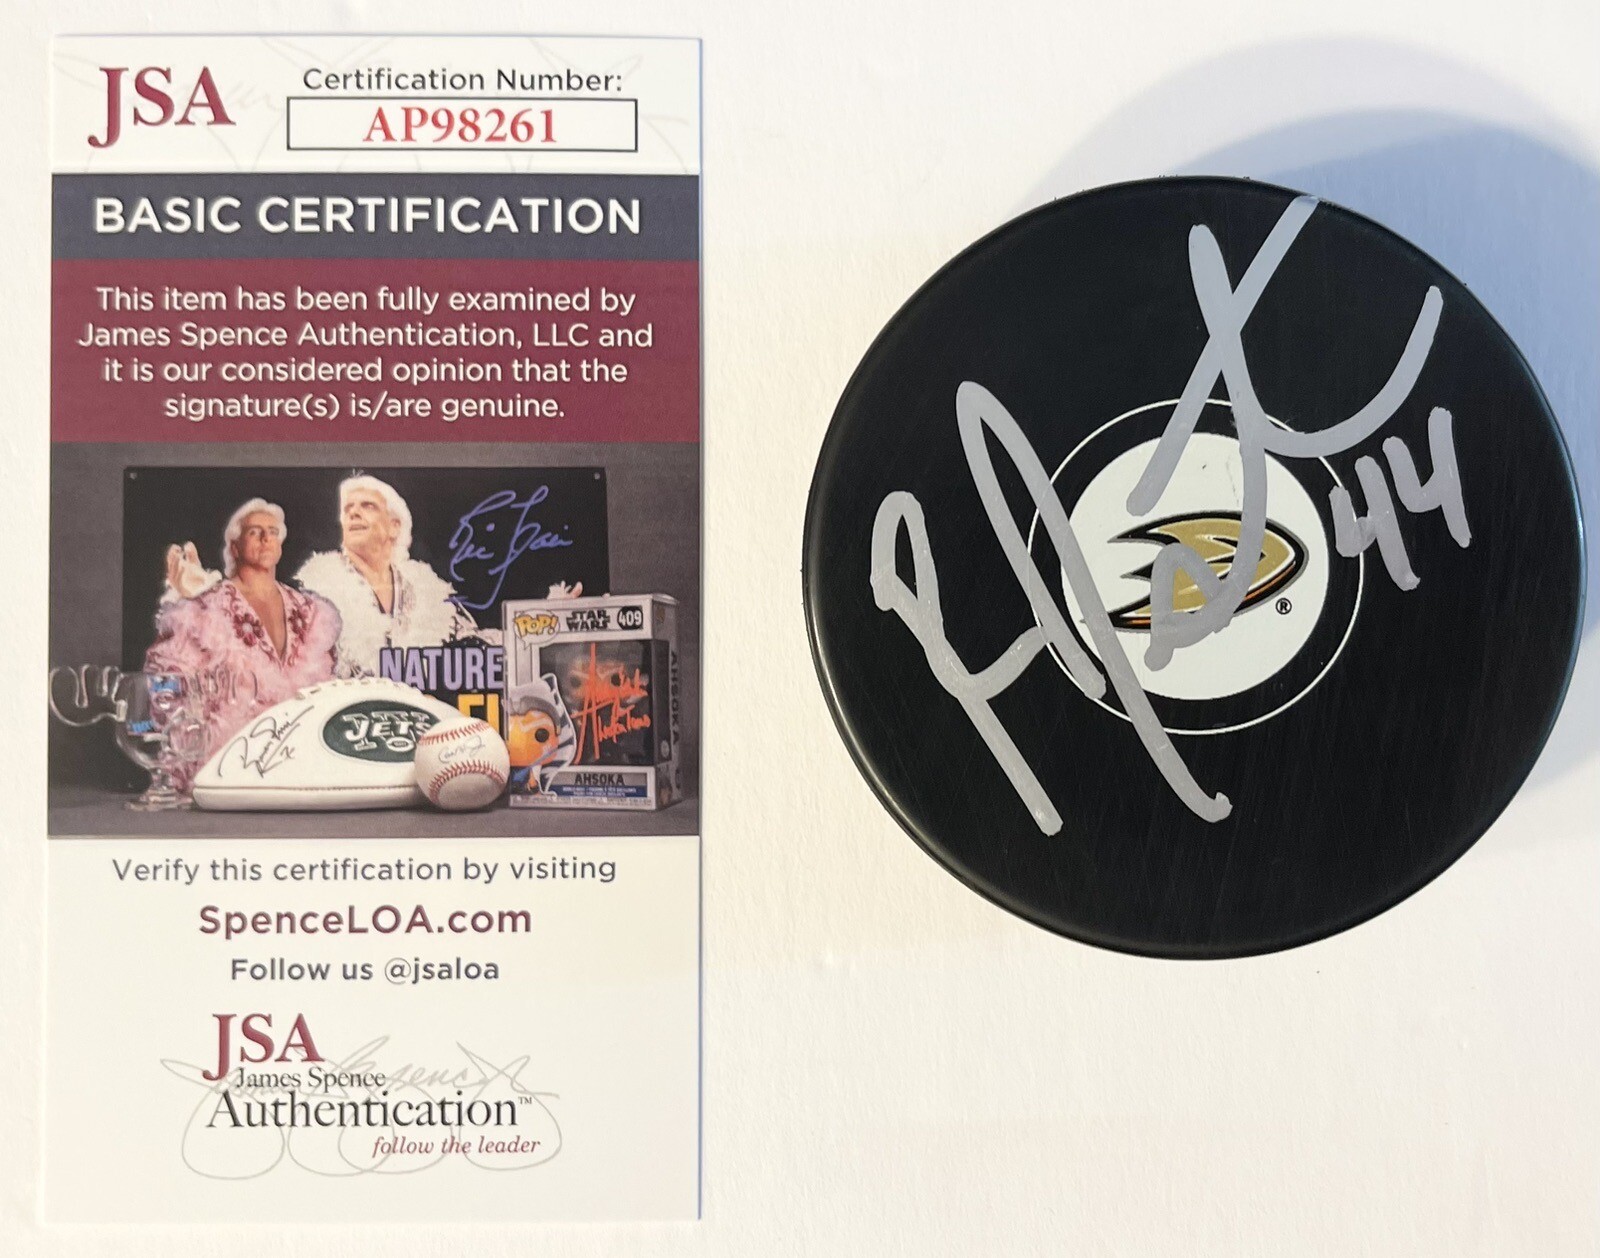 JSA
Certification Number:
AP98261
BASIC CERTIFICATION
This item has been fully examined by
James Spence Authentication, LLC and
it is our considered opinion that the
signature(s) is/are genuine.
NATURE
POP!
STAR
WARS
409
AHSOKA
JETS
AHSOKA
Verify this certification by visiting
SpenceLOA.com
Follow us @jsaloa
JSA
James Spence
Authentication™
follow the leader
44
®